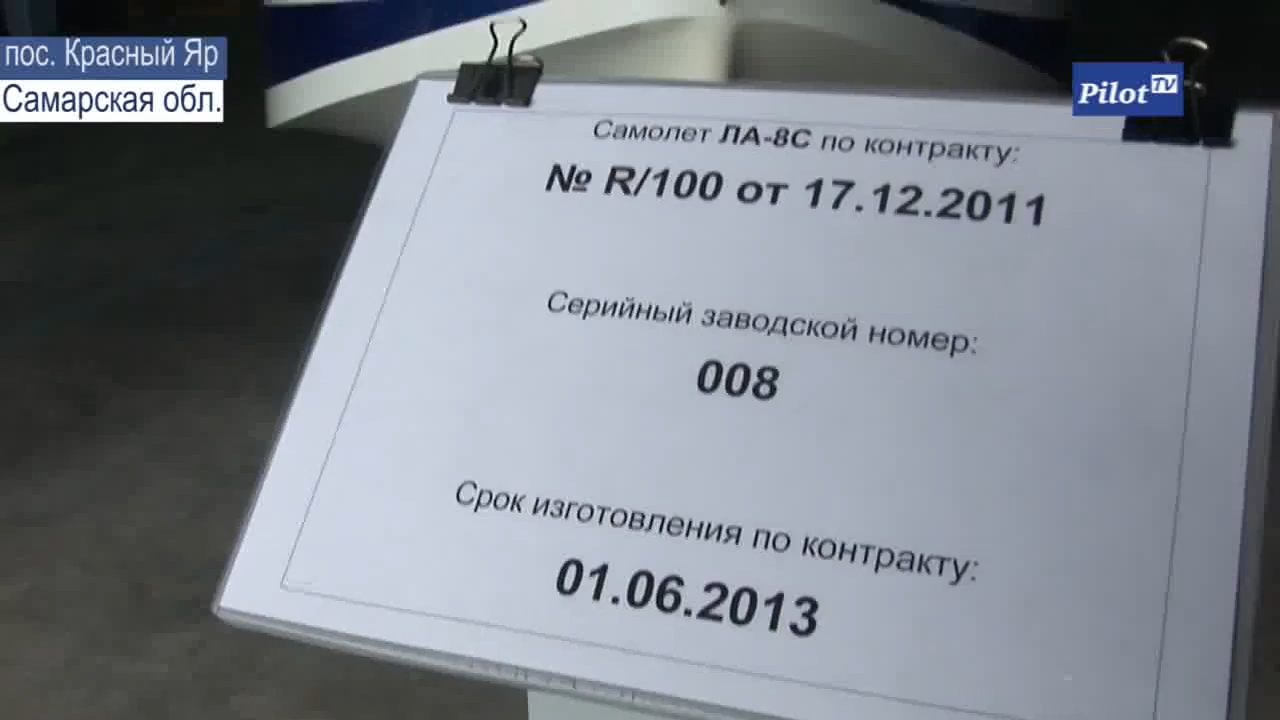 пос. Красный Яр
Самарская обл.
Pilot TV
Самолет ЛА-8С по контракту:
№ R/100 от 17.12.2011
Серийный заводской номер:
008
Срок изготовления по контракту:
01.06.2013